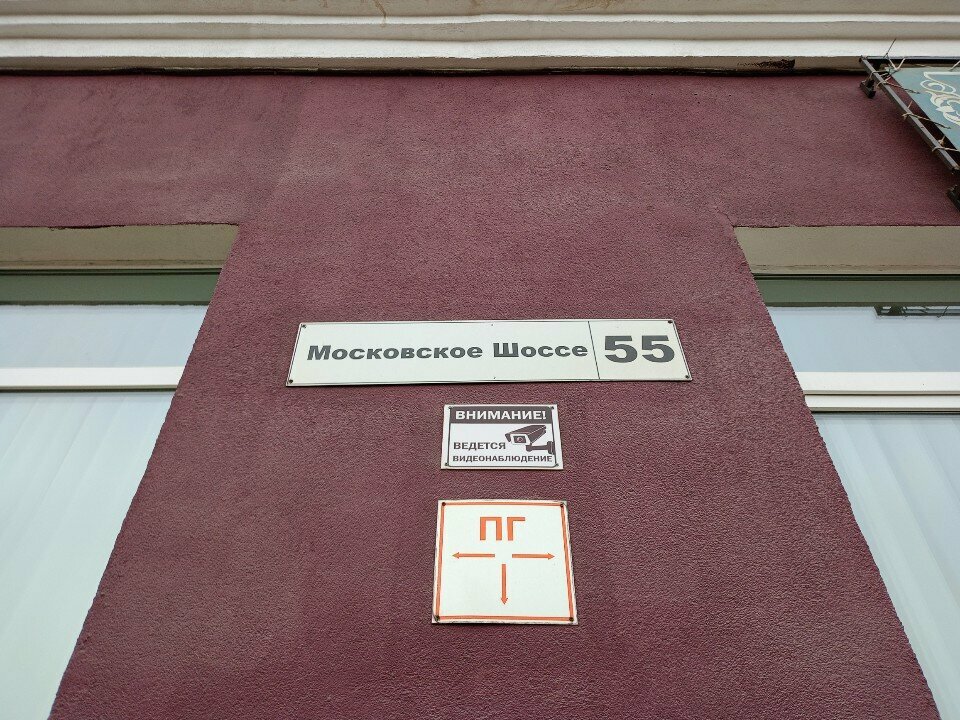 Московское Шоссе 55
ВНИМАНИЕ!
ВЕДЕТСЯ
ВИДЕОНАБЛЮДЕНИЕ
ПГ